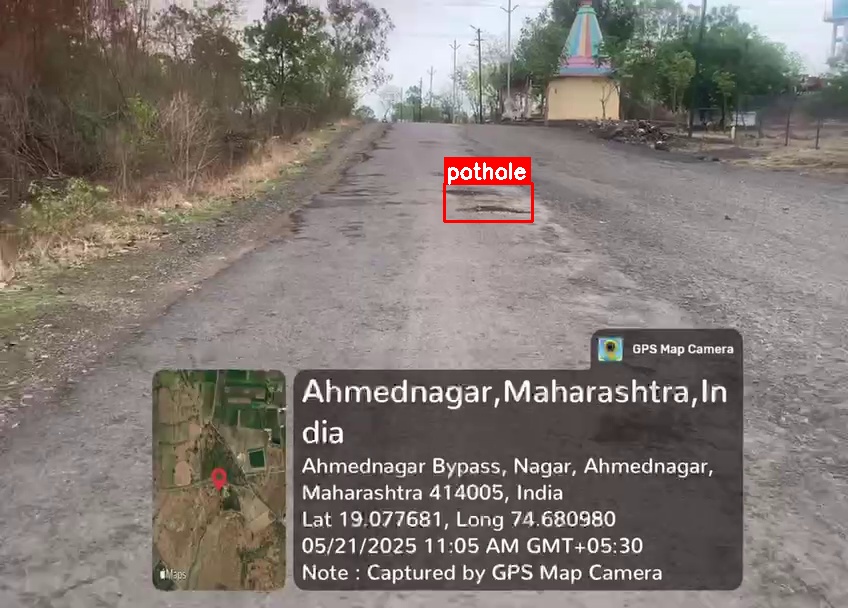 pothole
GPS Map Camera
Ahmednagar,Maharashtra,In
dia
Ahmednagar Bypass, Nagar, Ahmednagar,
Maharashtra 414005, India
Lat 19.077681, Long 74.680980
05/21/2025 11:05 AM GMT+05:30
Note : Captured by GPS Map Camera
Maps